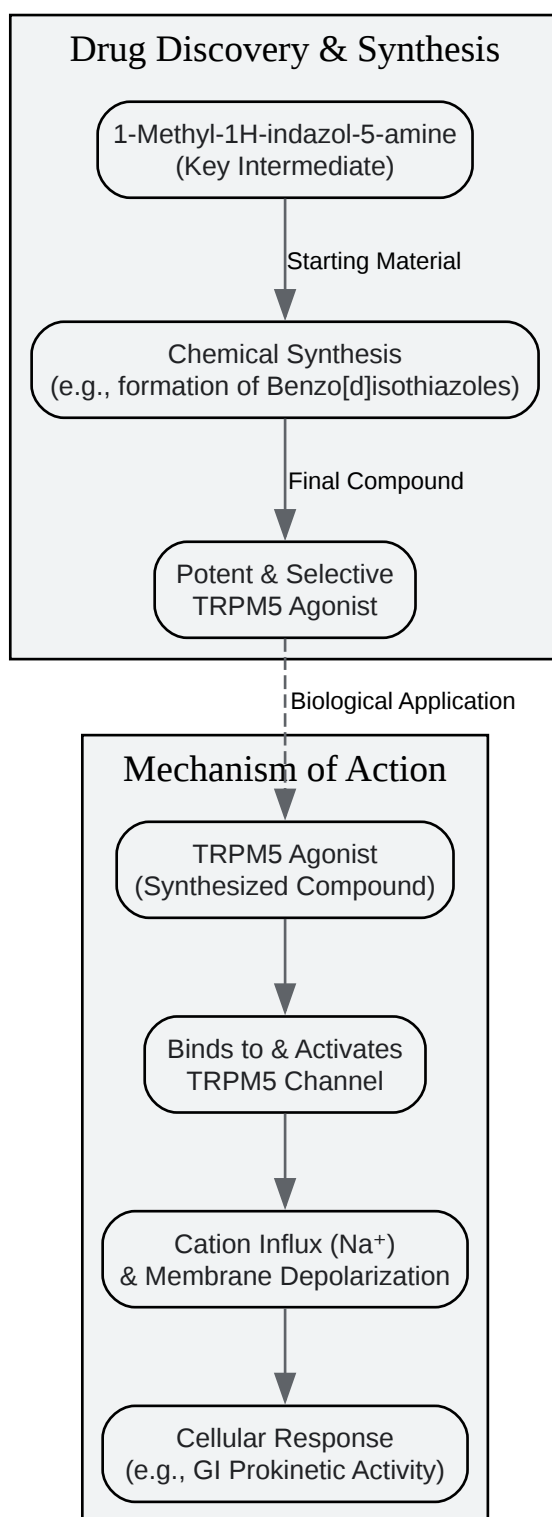 Drug Discovery & Synthesis
1-Methyl-1H-indazol-5-amine
(Key Intermediate)
Starting Material
Chemical Synthesis
(e.g., formation of Benzo[d]isothiazoles)
Final Compound
Potent & Selective
TRPM5 Agonist
Biological Application
Mechanism of Action
TRPM5 Agonist
(Synthesized Compound)
Binds to & Activates
TRPM5 Channel
Cation Influx (Na⁺)
& Membrane Depolarization
Cellular Response
(e.g., GI Prokinetic Activity)